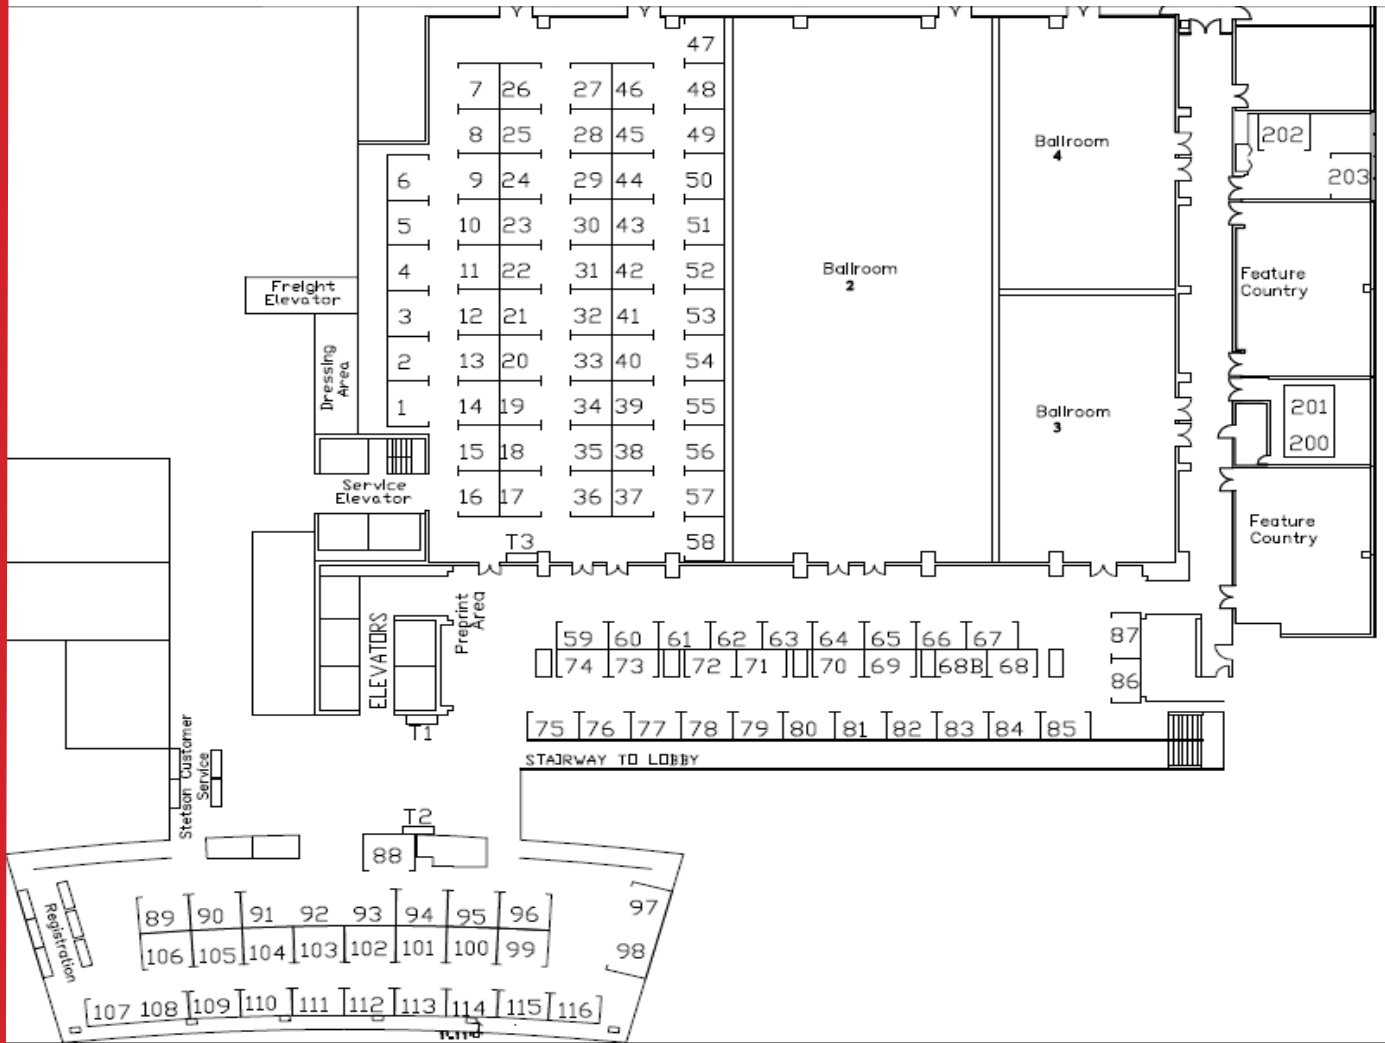 47
7 26 27 46 48
8 25 28 45 49
Ballroom
4
202
6 9 24 29 44 50
203
5 10 23 30 43 51
4 11 22 31 42 52
Ballroom
2
Feature
Country
Freight
Elevator
3 12 21 32 41 53
2 13 20 33 40 54
Dressing
Area
1 14 19 34 39 55
Ballroom
3
201
200
15 18 35 38 56
Service
Elevator
16 17 36 37 57
Feature
Country
T3
58
Preprint
Area
ELEVATORS
59 60 61 62 63 64 65 66 67
87
74 73 72 71 70 69 68B 68
86
T1
75 76 77 78 79 80 81 82 83 84 85
STAIRWAY TO LOBBY
Stetson Customer
Service
T2
88
Registration
89 90 91 92 93 94 95 96
97
106 105 104 103 102 101 100 99
98
107 108 109 110 111 112 113 114 115 116